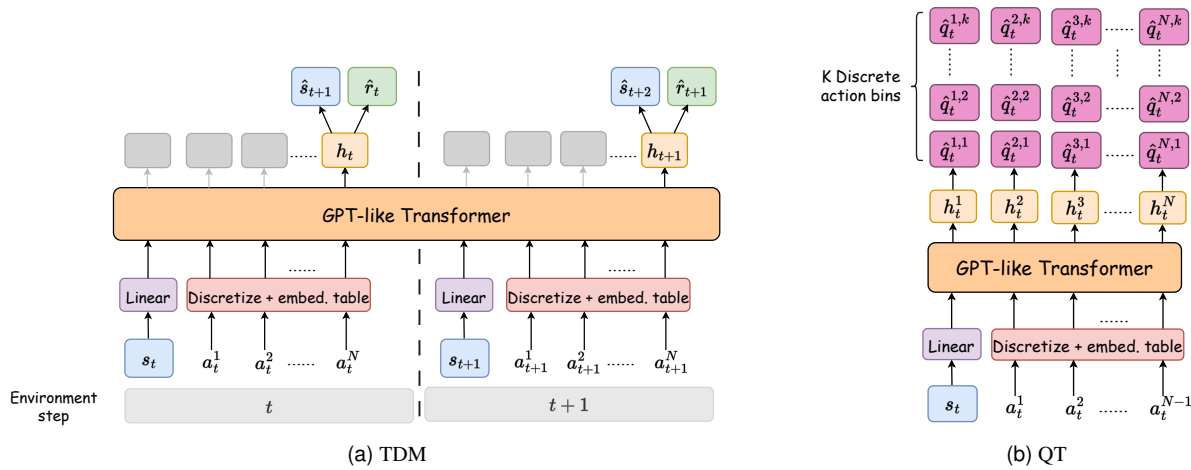 ŝ_{t+1} r̂_t ŝ_{t+2} r̂_{t+1}
...... h_t ...... h_{t+1}
GPT-like Transformer
...... ......
Linear Discretize + embed. table Linear Discretize + embed. table
s_t a_t^1 a_t^2 ...... a_t^N s_{t+1} a_{t+1}^1 a_{t+1}^2 ...... a_{t+1}^N
Environment
step
t t + 1
(a) TDM
K Discrete
action bins
q̂_t^{1,k} q̂_t^{2,k} q̂_t^{3,k} ...... q̂_t^{N,k}
q̂_t^{1,2} q̂_t^{2,2} q̂_t^{3,2} ...... q̂_t^{N,2}
q̂_t^{1,1} q̂_t^{2,1} q̂_t^{3,1} ...... q̂_t^{N,1}
h_t^1 h_t^2 h_t^3 ...... h_t^N
GPT-like Transformer
......
Linear Discretize + embed. table
s_t a_t^1 a_t^2 ...... a_t^{N-1}
(b) QT